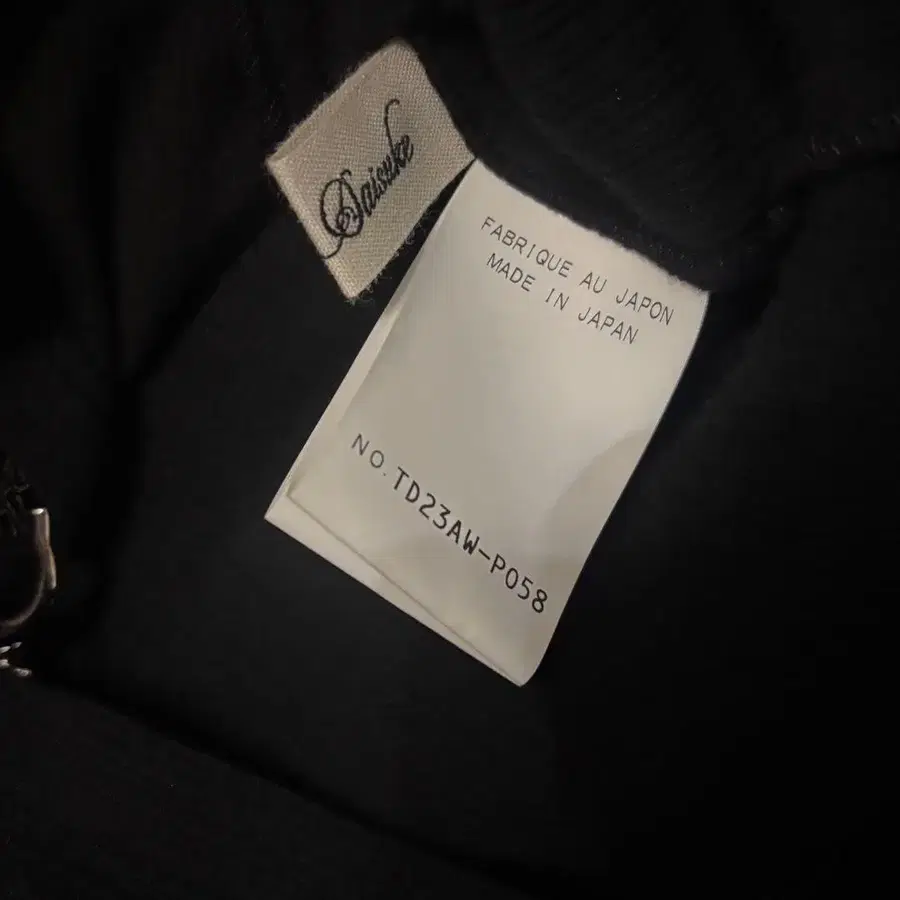 Daisuke
FABRIQUE AU JAPON
MADE IN JAPAN
NO.TD23AW-P058